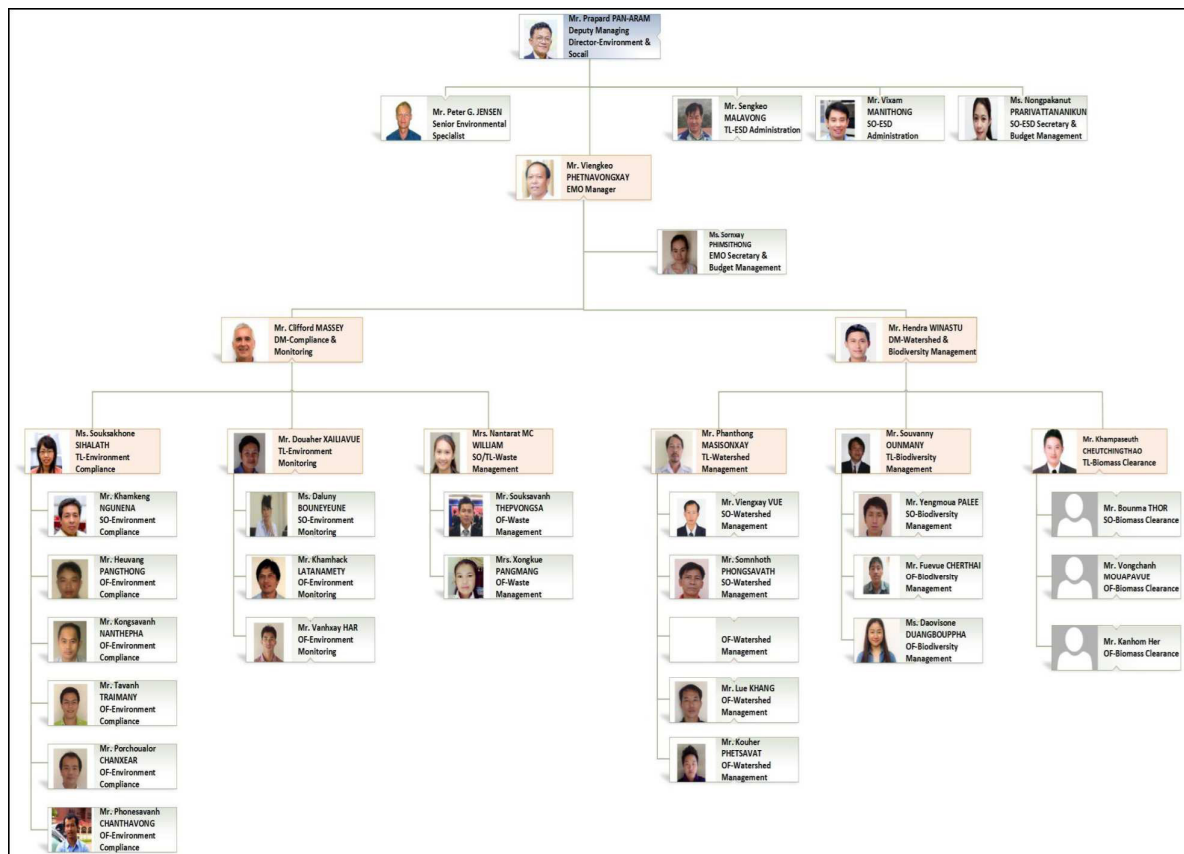 Mr. Prapard PAN-ARAM
Deputy Managing
Director-Environment &
Socail
Mr. Peter G. JENSEN
Senior Environmental
Specialist
Mr. Sengkeo
MALAVONG
TL-ESD Administration
Mr. Vixam
MANITHONG
SO-ESD
Administration
Ms. Nongpakanut
PRARIVATTANANIKUN
SO-ESD Secretary &
Budget Management
Mr. Viengkeo
PHETNAVONGXAY
EMO Manager
Ms. Sornxay
PHIMSITHONG
EMO Secretary &
Budget Management
Mr. Clifford MASSEY
DM-Compliance &
Monitoring
Mr. Hendra WINASTU
DM-Watershed &
Biodiversity Management
Ms. Souksakhone
SIHALATH
TL-Environment
Compliance
Mr. Douaher XAILIAVUE
TL-Environment
Monitoring
Mrs. Nantarat MC
WILLIAM
SO/TL-Waste
Management
Mr. Phanthong
MASISONXAY
TL-Watershed
Management
Mr. Souvanny
OUNMANY
TL-Biodiversity
Management
Mr. Khampaseuth
CHEUTCHINGTHAO
TL-Biomass Clearance
Mr. Khamkeng
NGUNENA
SO-Environment
Compliance
Ms. Daluny
BOUNEYEUNE
SO-Environment
Monitoring
Mr. Souksavanh
THEPVONGSA
OF-Waste
Management
Mr. Viengxay VUE
SO-Watershed
Management
Mr. Yengmoua PALEE
SO-Biodiversity
Management
Mr. Bounma THOR
SO-Biomass Clearance
Mr. Heuvang
PANGTHONG
OF-Environment
Compliance
Mr. Khamhack
LATANAMETY
OF-Environment
Monitoring
Mrs. Xongkue
PANGMANG
OF-Waste
Management
Mr. Somnhoth
PHONGSAVATH
SO-Watershed
Management
Mr. Fuevue CHERTHAI
OF-Biodiversity
Management
Mr. Vongchanh
MOUAPAVUE
OF-Biomass Clearance
Mr. Kongsavanh
NANTHEPHA
OF-Environment
Compliance
Mr. Vanhxay HAR
OF-Environment
Monitoring
OF-Watershed
Management
Ms. Daovisone
DUANGBOUPPHA
OF-Biodiversity
Management
Mr. Kanhom Her
OF-Biomass Clearance
Mr. Tavanh
TRAIMANY
OF-Environment
Compliance
Mr. Lue KHANG
OF-Watershed
Management
Mr. Porchoualor
CHANXEAR
OF-Environment
Compliance
Mr. Kouher
PHETSAVAT
OF-Watershed
Management
Mr. Phonesavanh
CHANTHAVONG
OF-Environment
Compliance